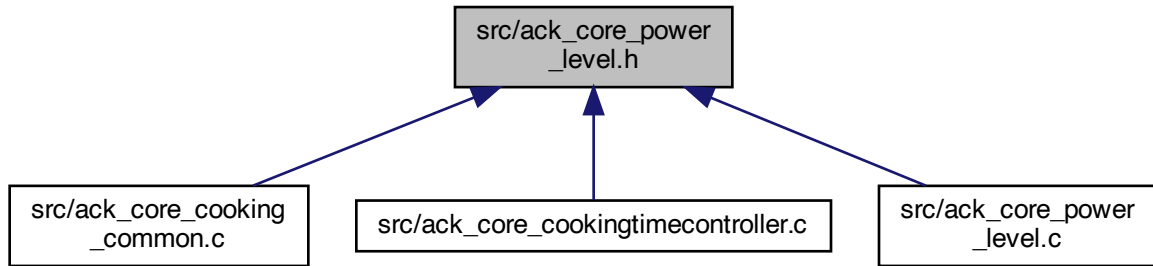 src/ack_core_power
_level.h
src/ack_core_cooking
_common.c
src/ack_core_cookingtimecontroller.c
src/ack_core_power
_level.c